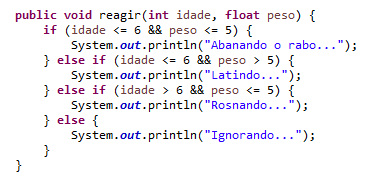 public void reagir(int idade, float peso) {
    if (idade <= 6 && peso <= 5) {
        System.out.println("Abanando o rabo...");
    } else if (idade <= 6 && peso > 5) {
        System.out.println("Latindo...");
    } else if (idade > 6 && peso <= 5) {
        System.out.println("Rosnando...");
    } else {
        System.out.println("Ignorando...");
    }
}